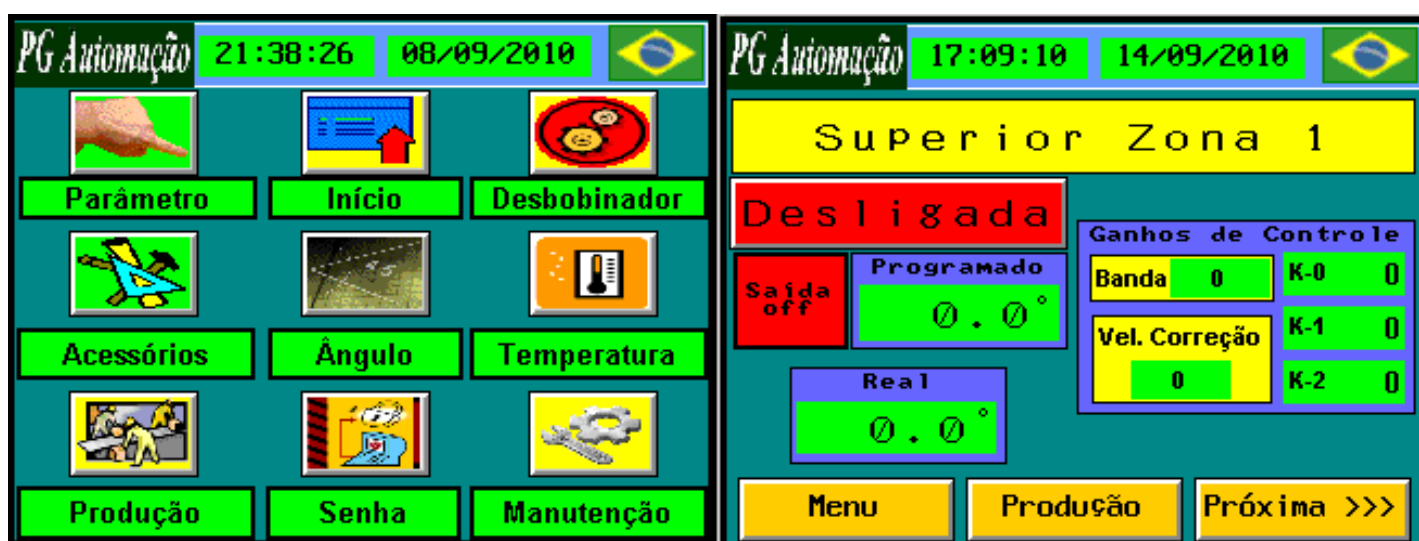 PG Automação 21:38:26 08/09/2010
Parâmetro Início Desbobinador
Acessórios Ângulo Temperatura
Produção Senha Manutenção
PG Automação 17:09:10 14/09/2010
Superior Zona 1
Desligada
Ganhos de Controle
Saída
off
Programado
0.0°
Banda 0
K-0 0
Vel. Correção
0
K-1 0
K-2 0
Real
0.0°
Menu Produção Próxima >>>